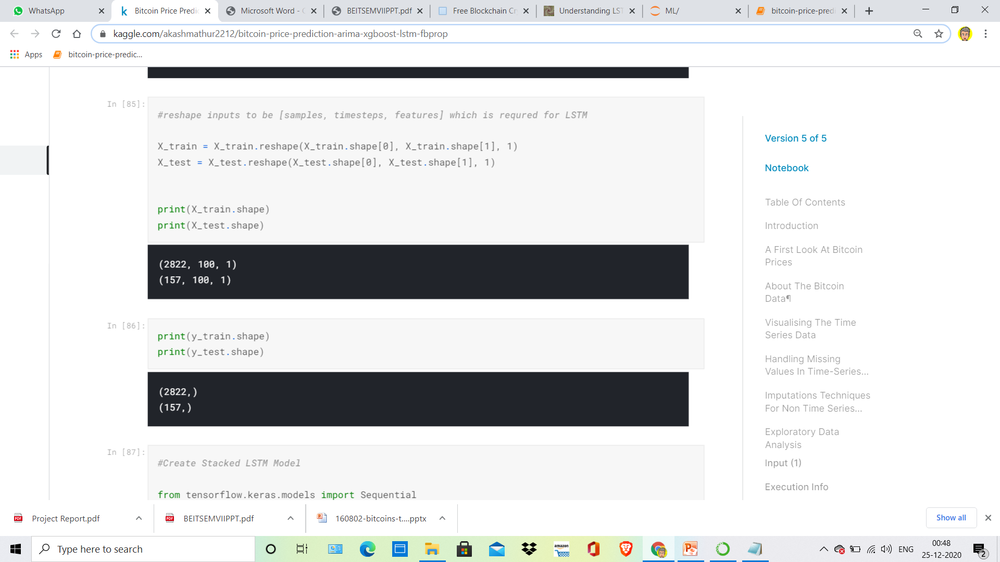 WhatsApp
Bitcoin Price Predic
Microsoft Word - 
BEITSEMVIIPPT.pdf
Free Blockchain Cr
Understanding LST
ML/
bitcoin-price-predi
kaggle.com/akashmathur2212/bitcoin-price-prediction-arima-xgboost-lstm-fbprop
Apps
bitcoin-price-predic...
In [85]:
#reshape inputs to be [samples, timesteps, features] which is requred for LSTM
X_train = X_train.reshape(X_train.shape[0], X_train.shape[1], 1)
X_test = X_test.reshape(X_test.shape[0], X_test.shape[1], 1)
print(X_train.shape)
print(X_test.shape)
(2822, 100, 1)
(157, 100, 1)
In [86]:
print(y_train.shape)
print(y_test.shape)
(2822,)
(157,)
In [87]:
#Create Stacked LSTM Model
from tensorflow.keras.models import Sequential
Version 5 of 5
Notebook
Table Of Contents
Introduction
A First Look At Bitcoin
Prices
About The Bitcoin
Data¶
Visualising The Time
Series Data
Handling Missing
Values In Time-Series...
Imputations Techniques
For Non Time Series...
Exploratory Data
Analysis
Input (1)
Execution Info
Project Report.pdf
BEITSEMVIIPPT.pdf
160802-bitcoins-t....pptx
Show all
Type here to search
amazon
ENG
00:48
25-12-2020
2